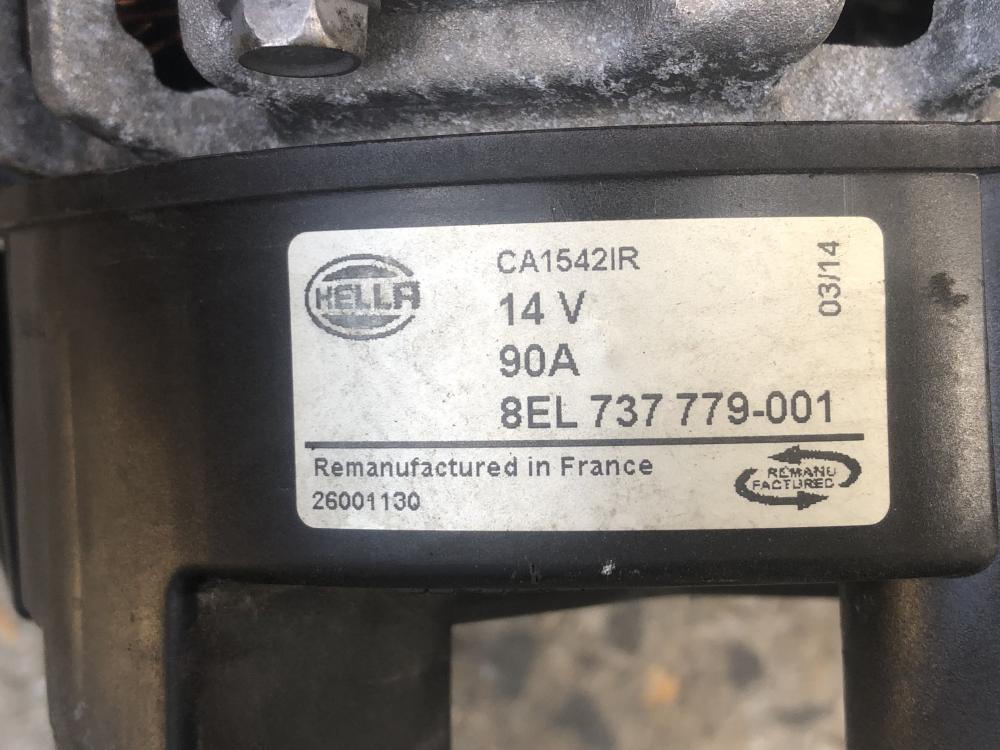 HELLA
CA1542IR
03/14
14 V
90A
8EL 737 779-001
Remanufactured in France
26001130
REMANU
FACTURED